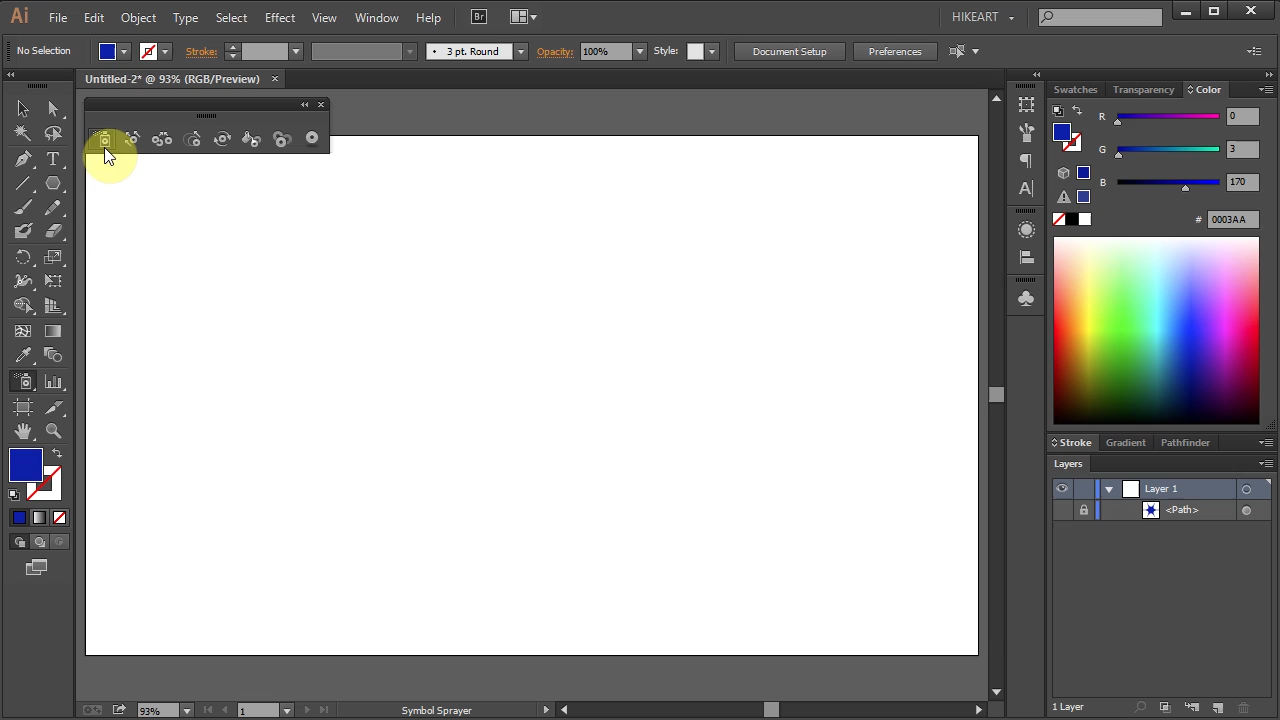 Ai File Edit Object Type Select Effect View Window Help Br HIKEART
No Selection Stroke: 3 pt. Round Opacity: 100% Style: Document Setup Preferences
Untitled-2* @ 93% (RGB/Preview)
Swatches Transparency Color
R 0
G 3
B 170
# 0003AA
Stroke Gradient Pathfinder
Layers
Layer 1
<Path>
93% 1 Symbol Sprayer
1 Layer